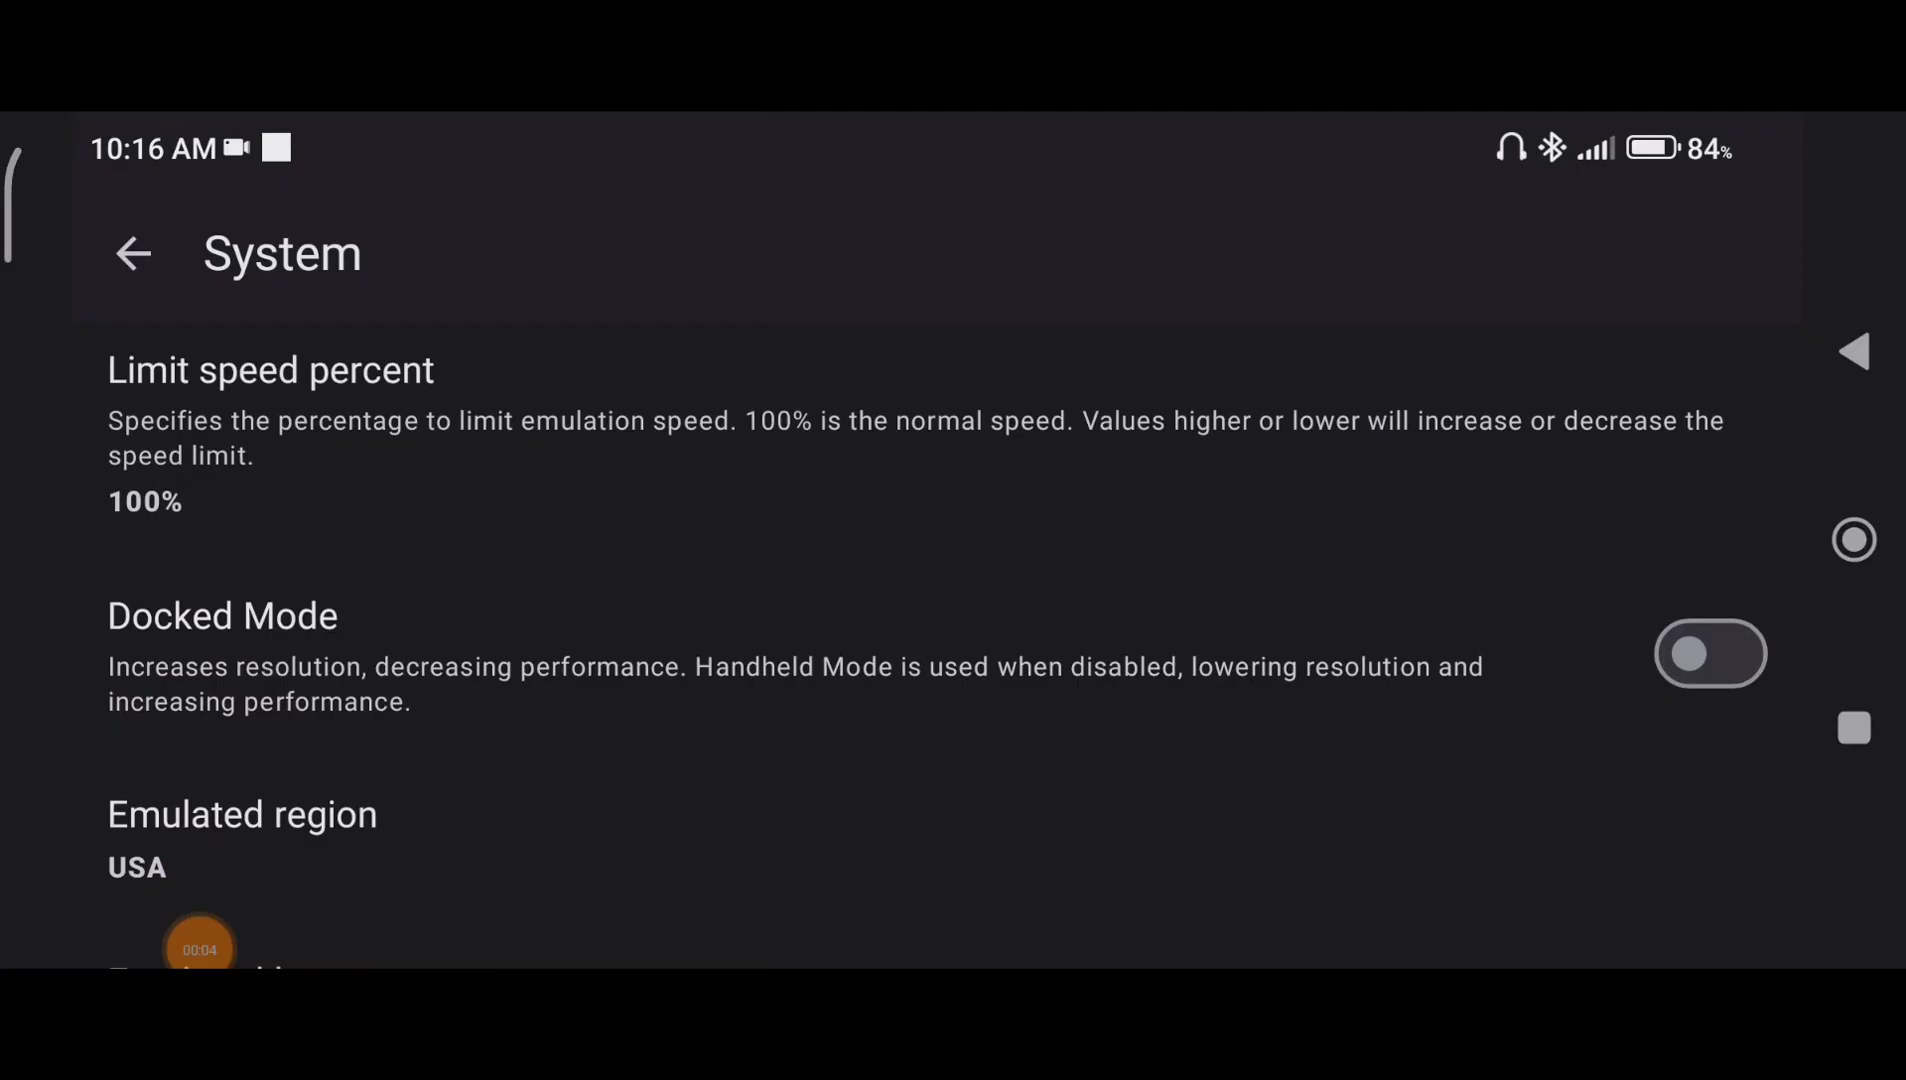 10:16 AM
84%
System
Limit speed percent
Specifies the percentage to limit emulation speed. 100% is the normal speed. Values higher or lower will increase or decrease the
speed limit.
100%
Docked Mode
Increases resolution, decreasing performance. Handheld Mode is used when disabled, lowering resolution and
increasing performance.
Emulated region
USA
00:04